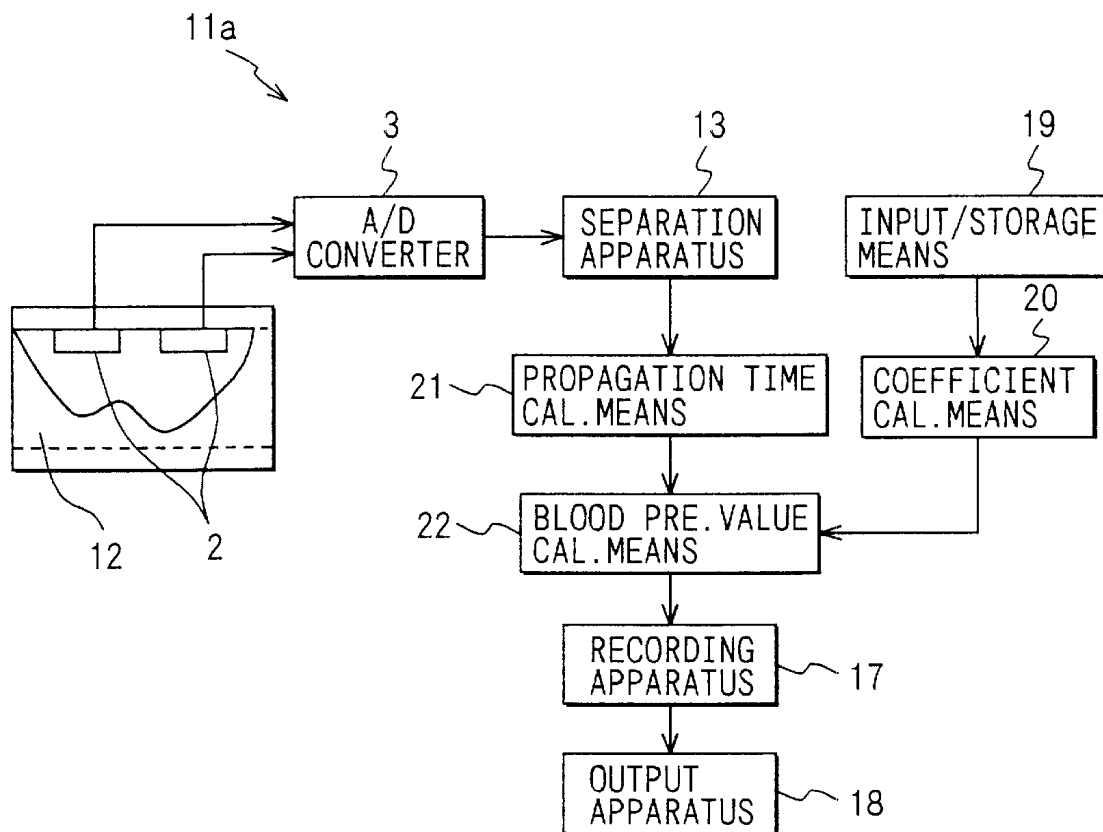 11a
3
A/D
CONVERTER
13
SEPARATION
APPARATUS
19
INPUT/STORAGE
MEANS
12
2
21
PROPAGATION TIME
CAL.MEANS
20
COEFFICIENT
CAL.MEANS
22
BLOOD PRE.VALUE
CAL.MEANS
RECORDING
APPARATUS
17
OUTPUT
APPARATUS
18